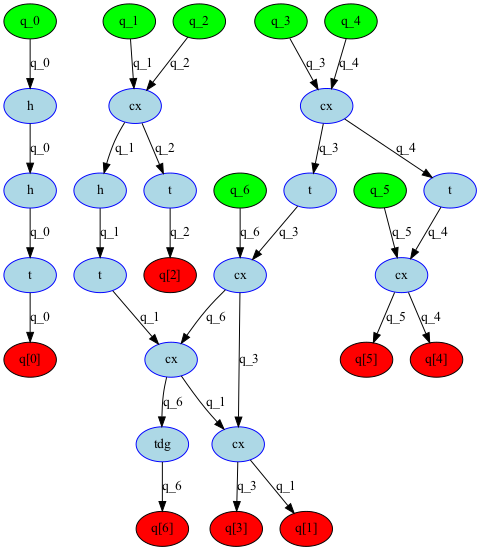 q_0 q_1 q_2 q_3 q_4
q_0 q_1 q_2 q_3 q_4
h cx cx
q_0 q_1 q_2 q_3 q_4
h h t q_6 t q_5 t
q_0 q_1 q_2 q_6 q_3 q_5 q_4
t t q[2] cx cx
q_0 q_1 q_6 q_5 q_4
q[0] cx q_3 q[5] q[4]
q_6 q_1
tdg cx
q_6 q_3 q_1
q[6] q[3] q[1]